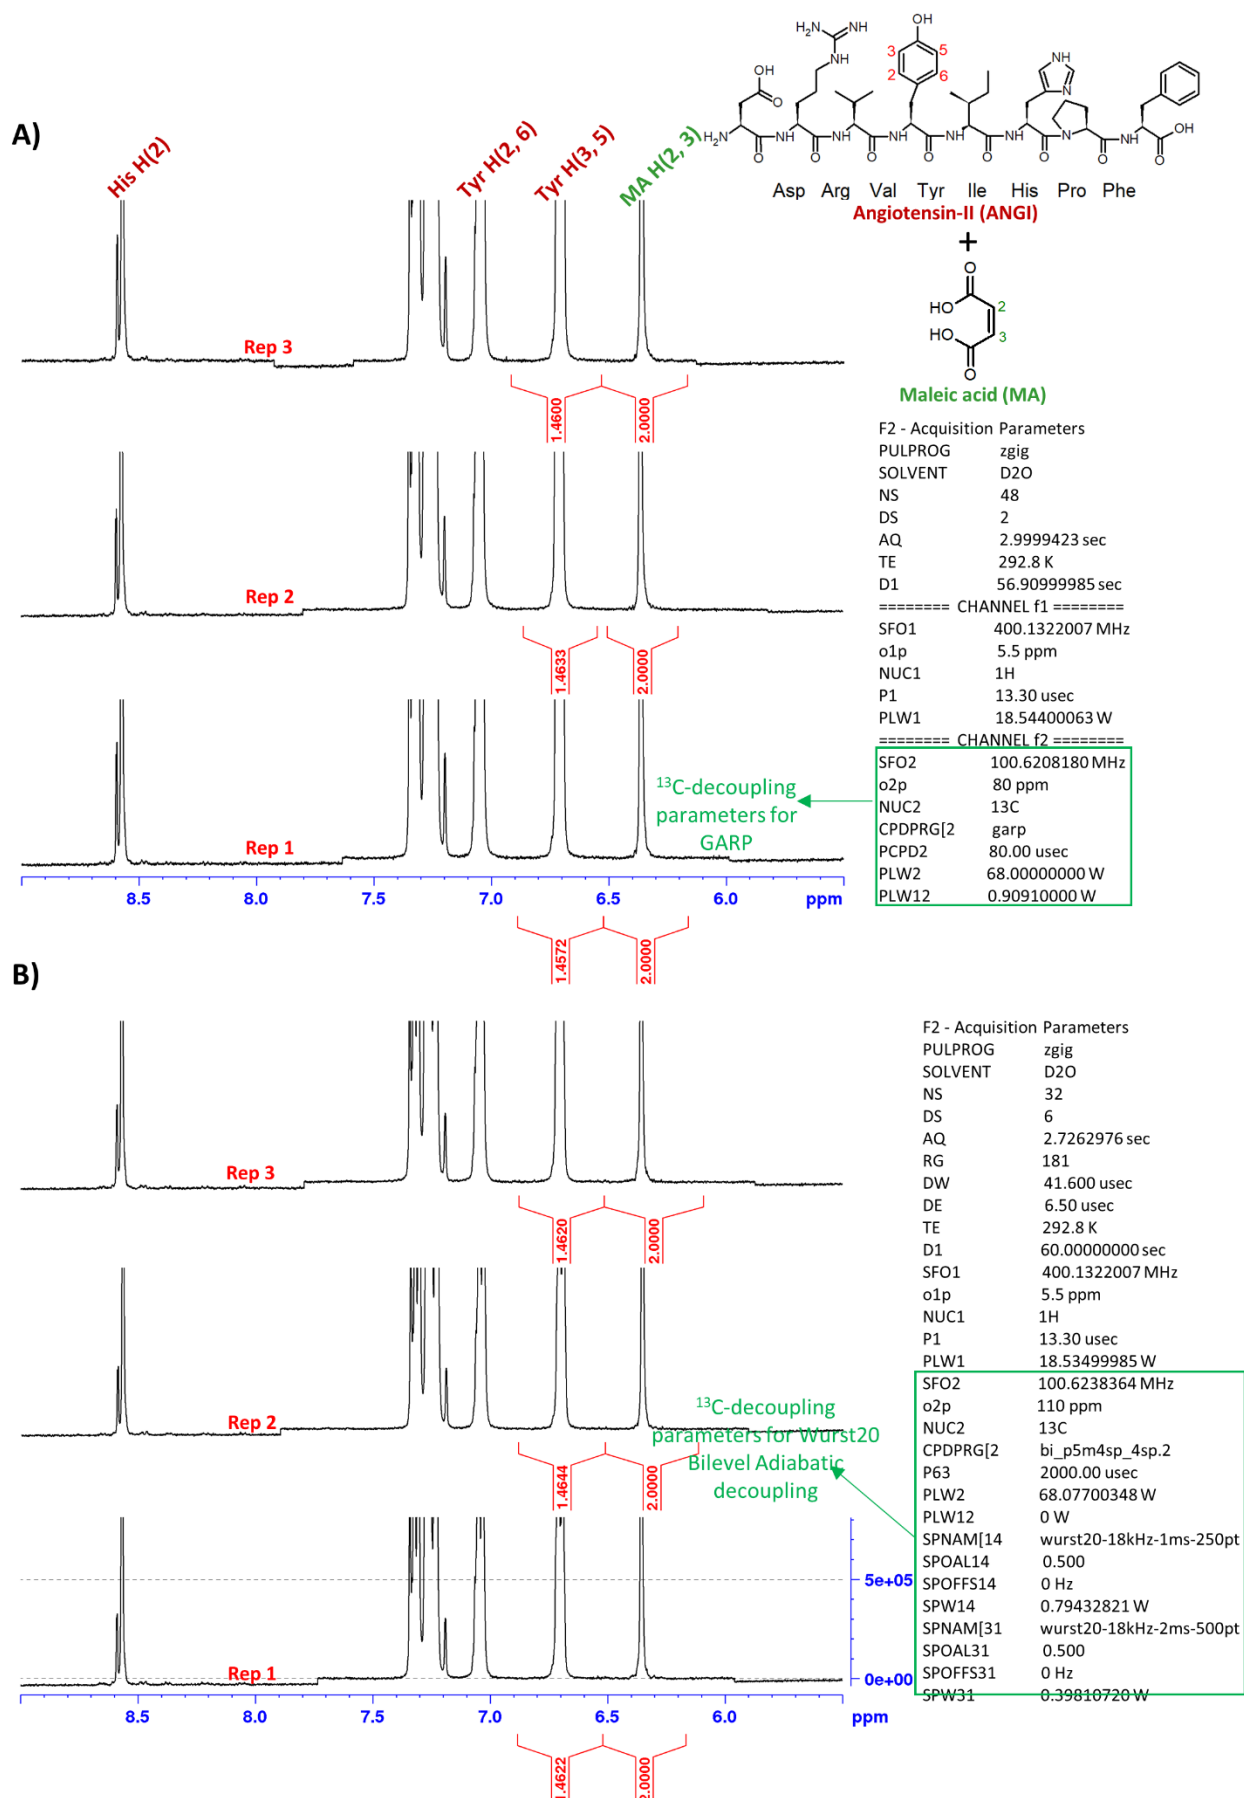 A)
His H(2)
Tyr H(2, 6)
Tyr H(3, 5)
MA H(2, 3)
H₂N
NH
NH
OH
3
5
2
6
OH
O
NH
N
H₂N
O
H
N
O
H
N
O
H
N
O
H
N
O
H
N
O
N
O
H
N
O
OH
Asp Arg Val Tyr Ile His Pro Phe
Angiotensin-II (ANGI)
+
O
HO
2
HO
3
O
Maleic acid (MA)
Rep 3
1.4600
2.0000
Rep 2
1.4633
2.0000
Rep 1
8.5 8.0 7.5 7.0 6.5 6.0 ppm
1.4572
2.0000
¹³C-decoupling
parameters for
GARP
F2 - Acquisition Parameters
PULPROG zgig
SOLVENT D2O
NS 48
DS 2
AQ 2.9999423 sec
TE 292.8 K
D1 56.90999985 sec
======== CHANNEL f1 ========
SFO1 400.1322007 MHz
o1p 5.5 ppm
NUC1 1H
P1 13.30 usec
PLW1 18.54400063 W
======== CHANNEL f2 ========
SFO2 100.6208180 MHz
o2p 80 ppm
NUC2 13C
CPDPRG[2 garp
PCPD2 80.00 usec
PLW2 68.00000000 W
PLW12 0.90910000 W
B)
Rep 3
1.4620
2.0000
Rep 2
1.4644
2.0000
Rep 1
5e+05
0e+00
8.5 8.0 7.5 7.0 6.5 6.0 ppm
1.4622
2.0000
¹³C-decoupling
parameters for Wurst20
Bilevel Adiabatic
decoupling
F2 - Acquisition Parameters
PULPROG zgig
SOLVENT D2O
NS 32
DS 6
AQ 2.7262976 sec
RG 181
DW 41.600 usec
DE 6.50 usec
TE 292.8 K
D1 60.00000000 sec
SFO1 400.1322007 MHz
o1p 5.5 ppm
NUC1 1H
P1 13.30 usec
PLW1 18.53499985 W
SFO2 100.6238364 MHz
o2p 110 ppm
NUC2 13C
CPDPRG[2 bi_p5m4sp_4sp.2
P63 2000.00 usec
PLW2 68.07700348 W
PLW12 0 W
SPNAM[14 wurst20-18kHz-1ms-250pt
SPOAL14 0.500
SPOFFS14 0 Hz
SPW14 0.79432821 W
SPNAM[31 wurst20-18kHz-2ms-500pt
SPOAL31 0.500
SPOFFS31 0 Hz
SPW31 0.39810720 W